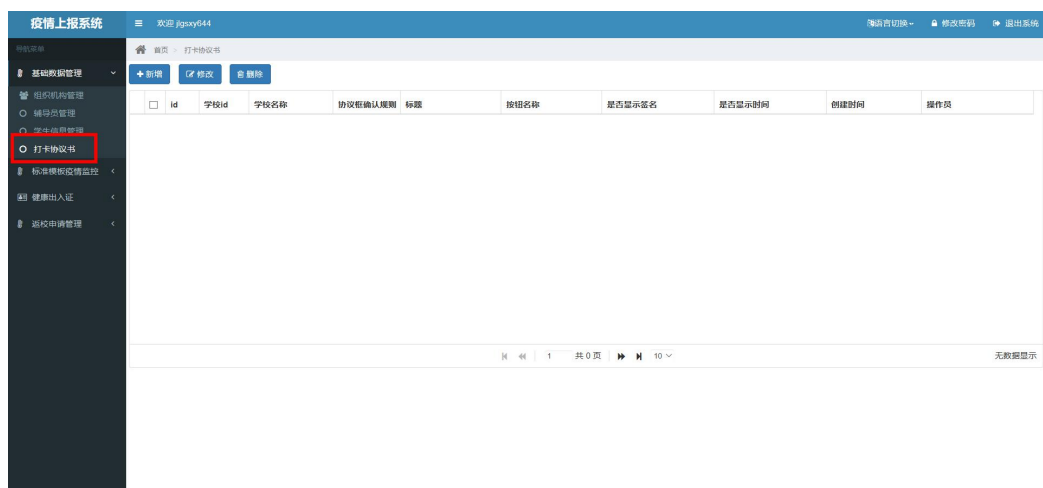 疫情上报系统
欢迎 jlgsxy644
语言切换
修改密码
退出系统
导航菜单
首页 > 打卡协议书
基础数据管理
+新增
修改
删除
组织机构管理
id 学校id 学校名称 协议框确认规则 标题 按钮名称 是否显示签名 是否显示时间 创建时间 操作员
辅导员管理
学生信息管理
打卡协议书
标准模板疫情监控
健康出入证
返校申请管理
1 共 0 页 10
无数据显示